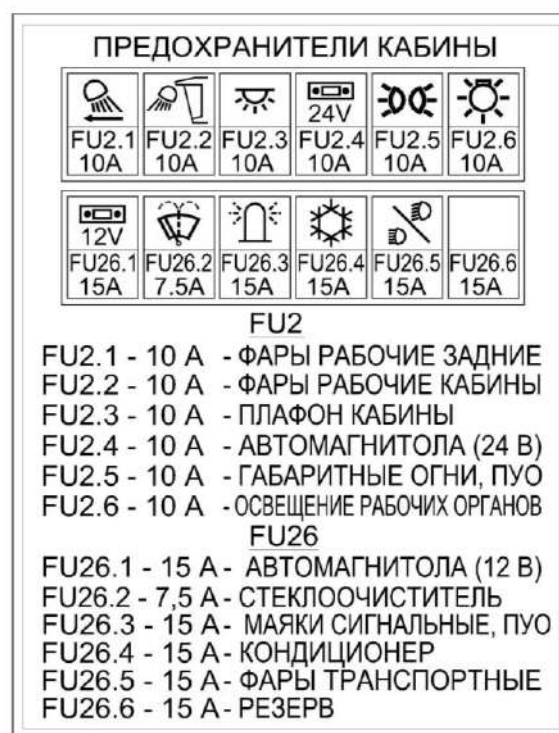 ПРЕДОХРАНИТЕЛИ КАБИНЫ
24V
FU2.1 FU2.2 FU2.3 FU2.4 FU2.5 FU2.6
10A 10A 10A 10A 10A 10A
12V
FU26.1 FU26.2 FU26.3 FU26.4 FU26.5 FU26.6
15A 7.5A 15A 15A 15A 15A
FU2
FU2.1 - 10 А - ФАРЫ РАБОЧИЕ ЗАДНИЕ
FU2.2 - 10 А - ФАРЫ РАБОЧИЕ КАБИНЫ
FU2.3 - 10 А - ПЛАФОН КАБИНЫ
FU2.4 - 10 А - АВТОМАГНИТОЛА (24 В)
FU2.5 - 10 А - ГАБАРИТНЫЕ ОГНИ, ПУО
FU2.6 - 10 А - ОСВЕЩЕНИЕ РАБОЧИХ ОРГАНОВ
FU26
FU26.1 - 15 А - АВТОМАГНИТОЛА (12 В)
FU26.2 - 7,5 А - СТЕКЛООЧИСТИТЕЛЬ
FU26.3 - 15 А - МАЯКИ СИГНАЛЬНЫЕ, ПУО
FU26.4 - 15 А - КОНДИЦИОНЕР
FU26.5 - 15 А - ФАРЫ ТРАНСПОРТНЫЕ
FU26.6 - 15 А - РЕЗЕРВ